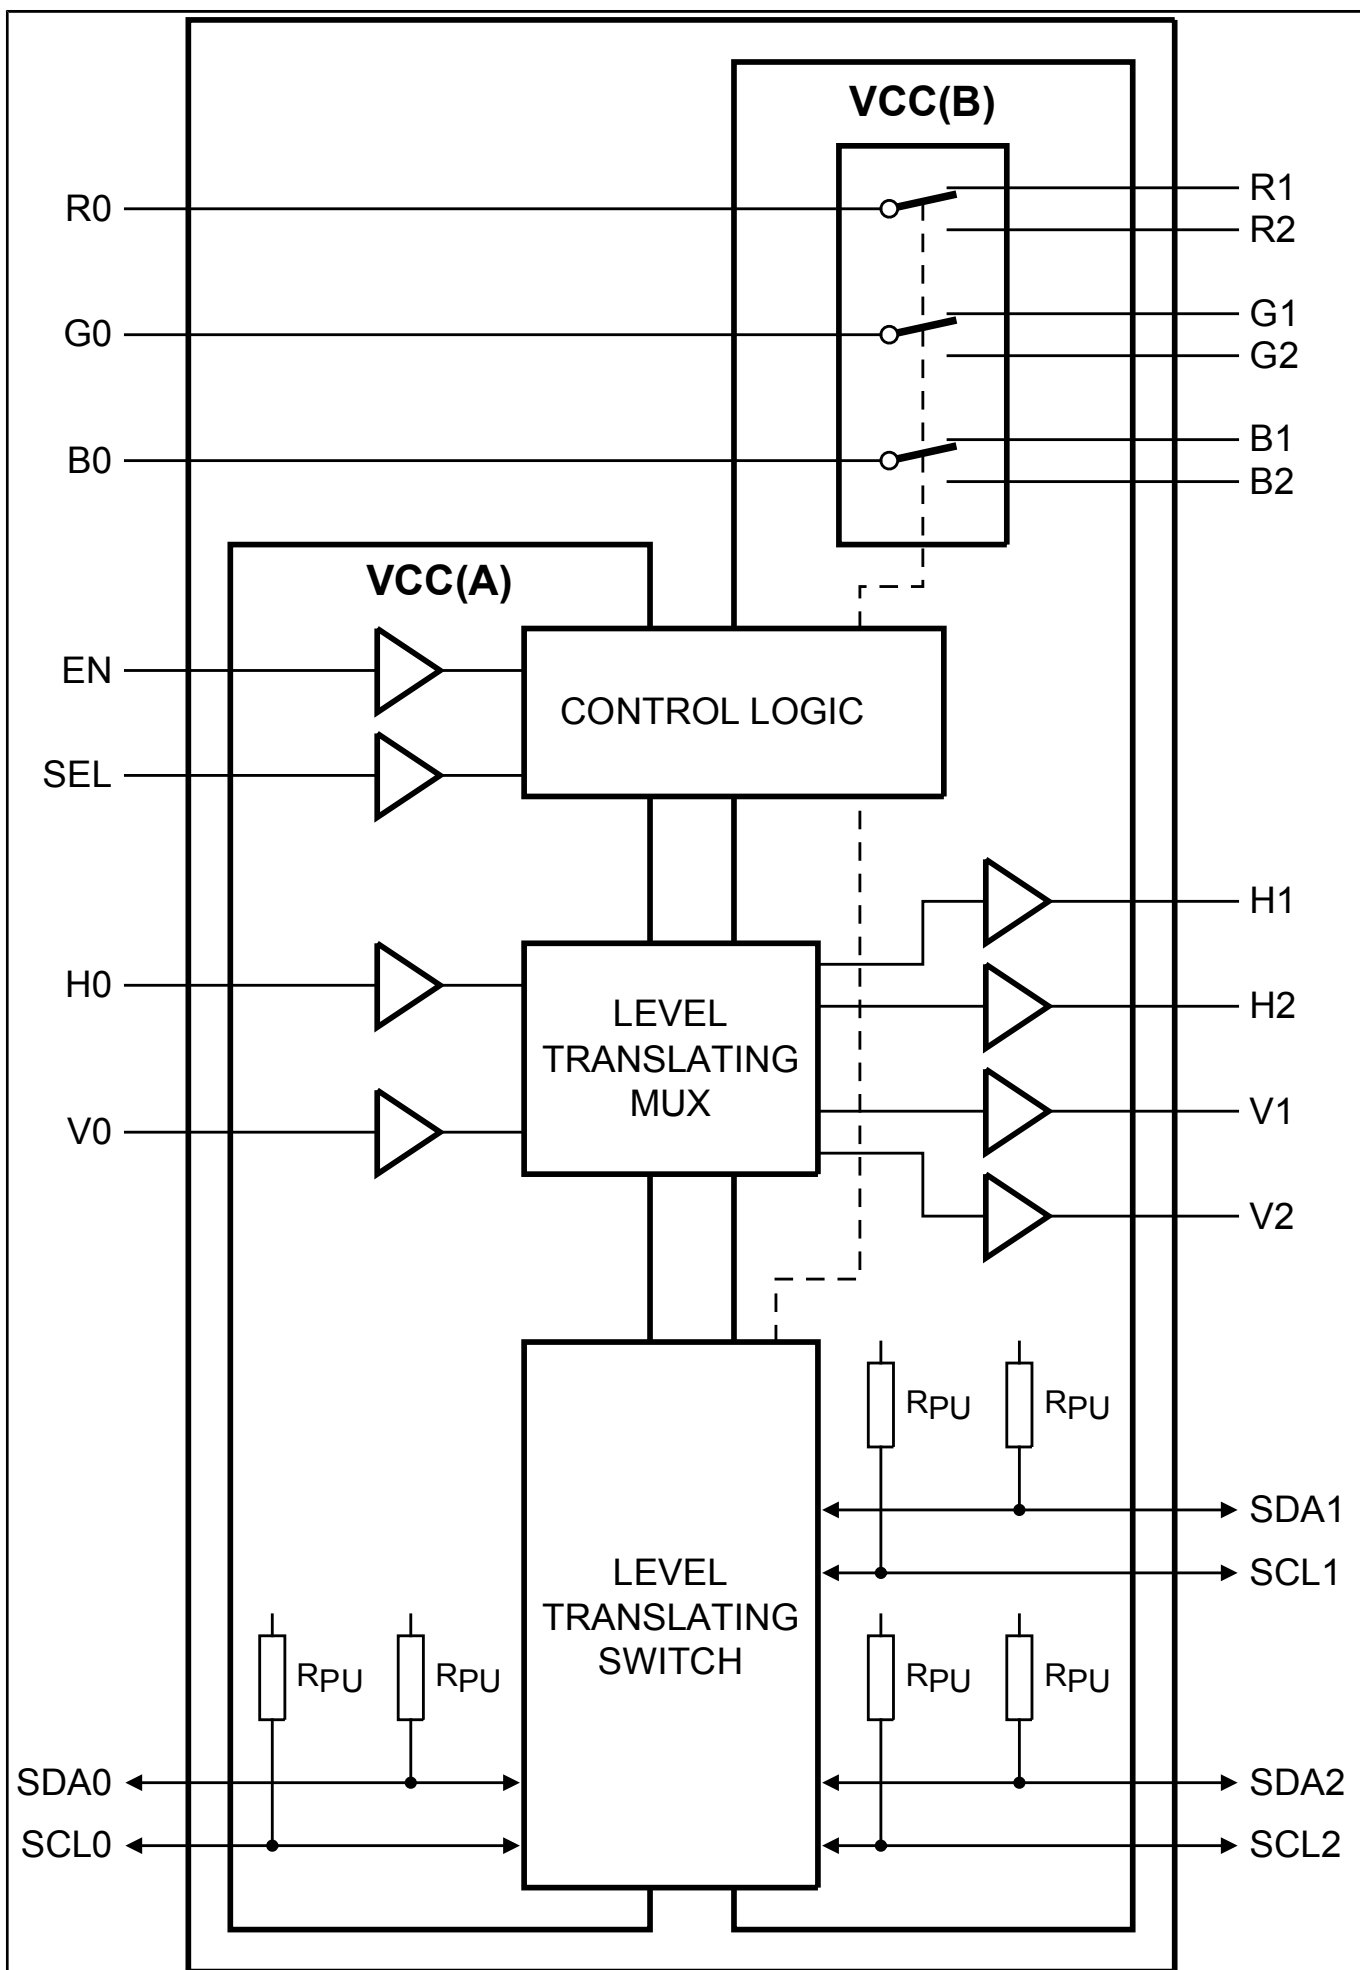 VCC(B)
R0
R1
R2
G0
G1
G2
B0
B1
B2
VCC(A)
EN
CONTROL LOGIC
SEL
H0
H1
LEVEL
TRANSLATING
MUX
H2
V0
V1
V2
RPU
RPU
SDA1
SCL1
LEVEL
TRANSLATING
SWITCH
RPU
RPU
RPU
RPU
SDA0
SDA2
SCL0
SCL2